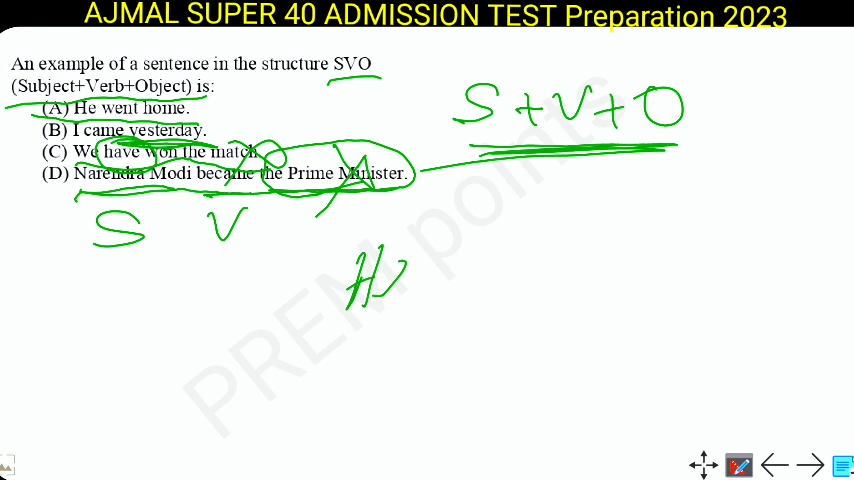 AJMAL SUPER 40 ADMISSION TEST Preparation 2023
An example of a sentence in the structure SVO
(Subject+Verb+Object) is:
(A) He went home.
(B) I came yesterday.
(C) We have won the match.
(D) Narendra Modi became the Prime Minister.
S + V + O
S V
PREM points